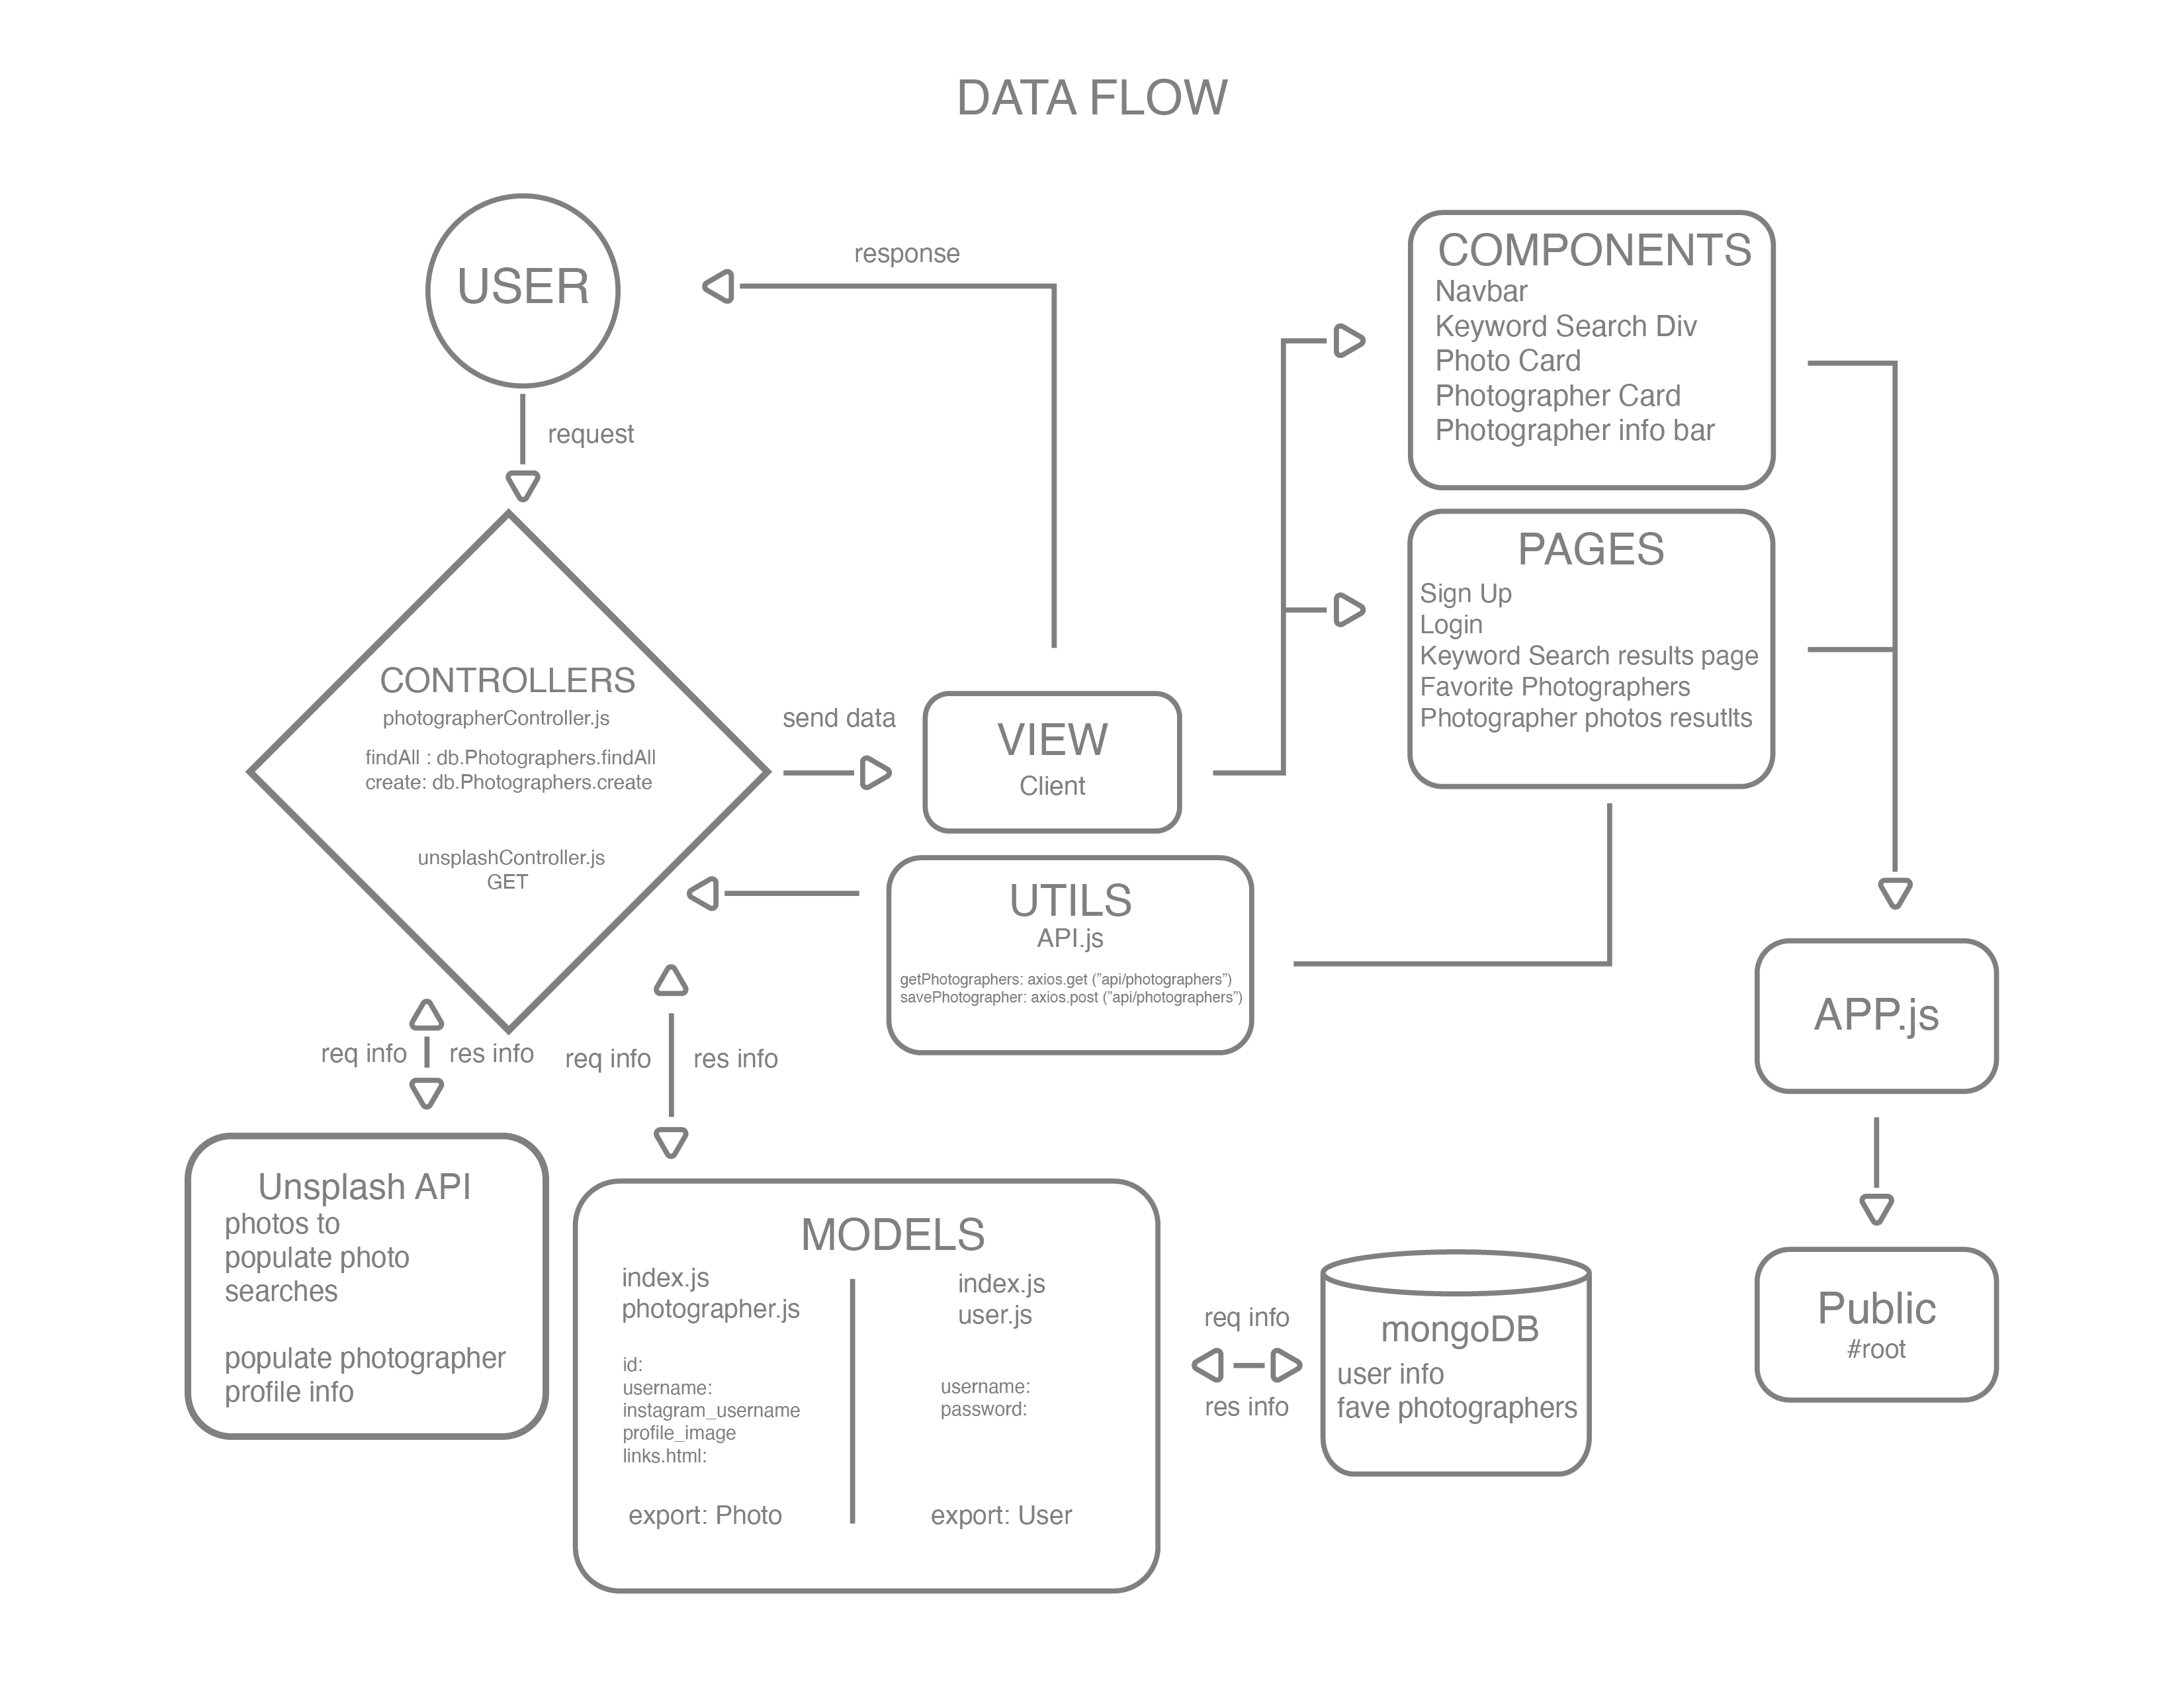 DATA FLOW
USER
response
request
COMPONENTS
Navbar
Keyword Search Div
Photo Card
Photographer Card
Photographer info bar
PAGES
Sign Up
Login
Keyword Search results page
Favorite Photographers
Photographer photos resutlts
CONTROLLERS
photographerController.js
findAll : db.Photographers.findAll
create: db.Photographers.create
unsplashController.js
GET
send data
VIEW
Client
UTILS
API.js
getPhotographers: axios.get (”api/photographers”)
savePhotographer: axios.post (”api/photographers”)
APP.js
req info
res info
req info
res info
Unsplash API
photos to
populate photo
searches
populate photographer
profile info
MODELS
index.js
photographer.js
id:
username:
instagram_username
profile_image
links.html:
export: Photo
index.js
user.js
username:
password:
export: User
req info
res info
mongoDB
user info
fave photographers
Public
#root